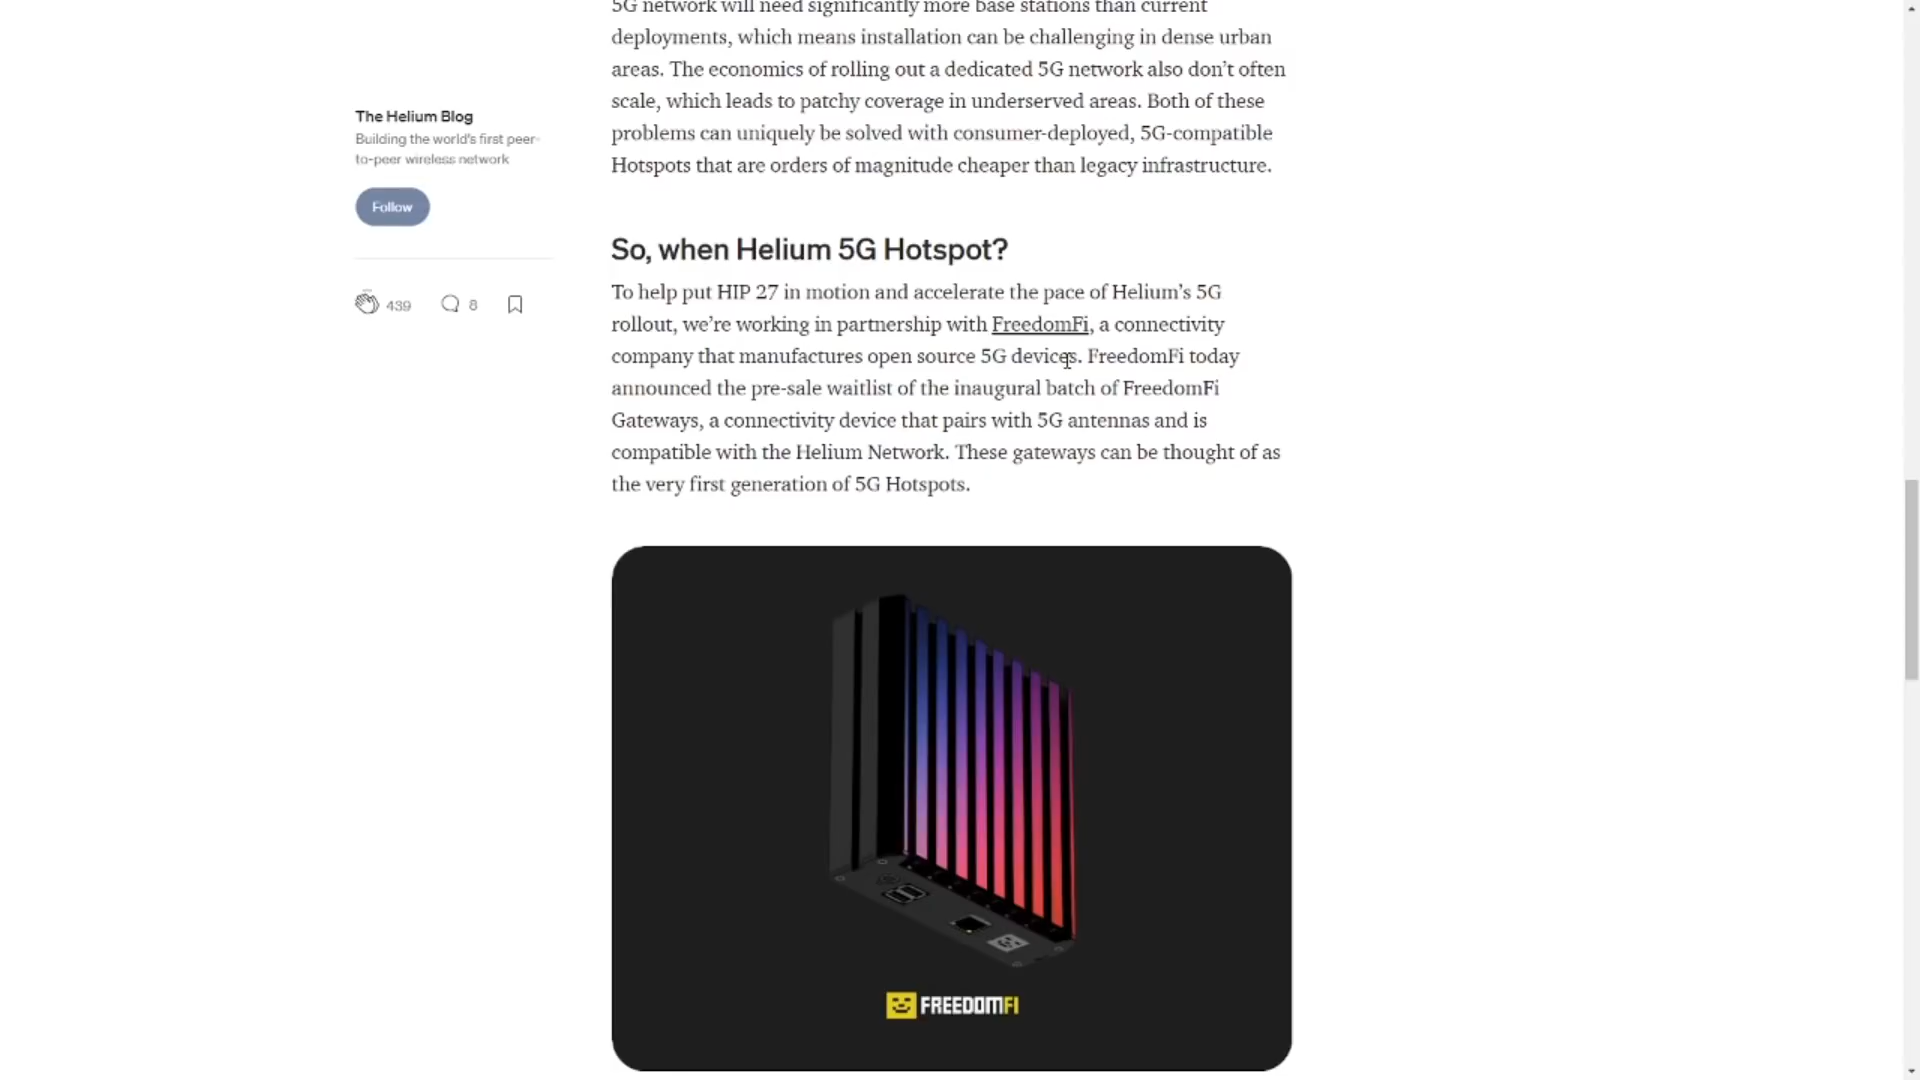 5G network will need significantly more base stations than current
deployments, which means installation can be challenging in dense urban
areas. The economics of rolling out a dedicated 5G network also don’t often
scale, which leads to patchy coverage in underserved areas. Both of these
problems can uniquely be solved with consumer-deployed, 5G-compatible
Hotspots that are orders of magnitude cheaper than legacy infrastructure.
The Helium Blog
Building the world's first peer-
to-peer wireless network
Follow
439
8
So, when Helium 5G Hotspot?
To help put HIP 27 in motion and accelerate the pace of Helium’s 5G
rollout, we’re working in partnership with FreedomFi, a connectivity
company that manufactures open source 5G devices. FreedomFi today
announced the pre-sale waitlist of the inaugural batch of FreedomFi
Gateways, a connectivity device that pairs with 5G antennas and is
compatible with the Helium Network. These gateways can be thought of as
the very first generation of 5G Hotspots.
FREEDOMFI